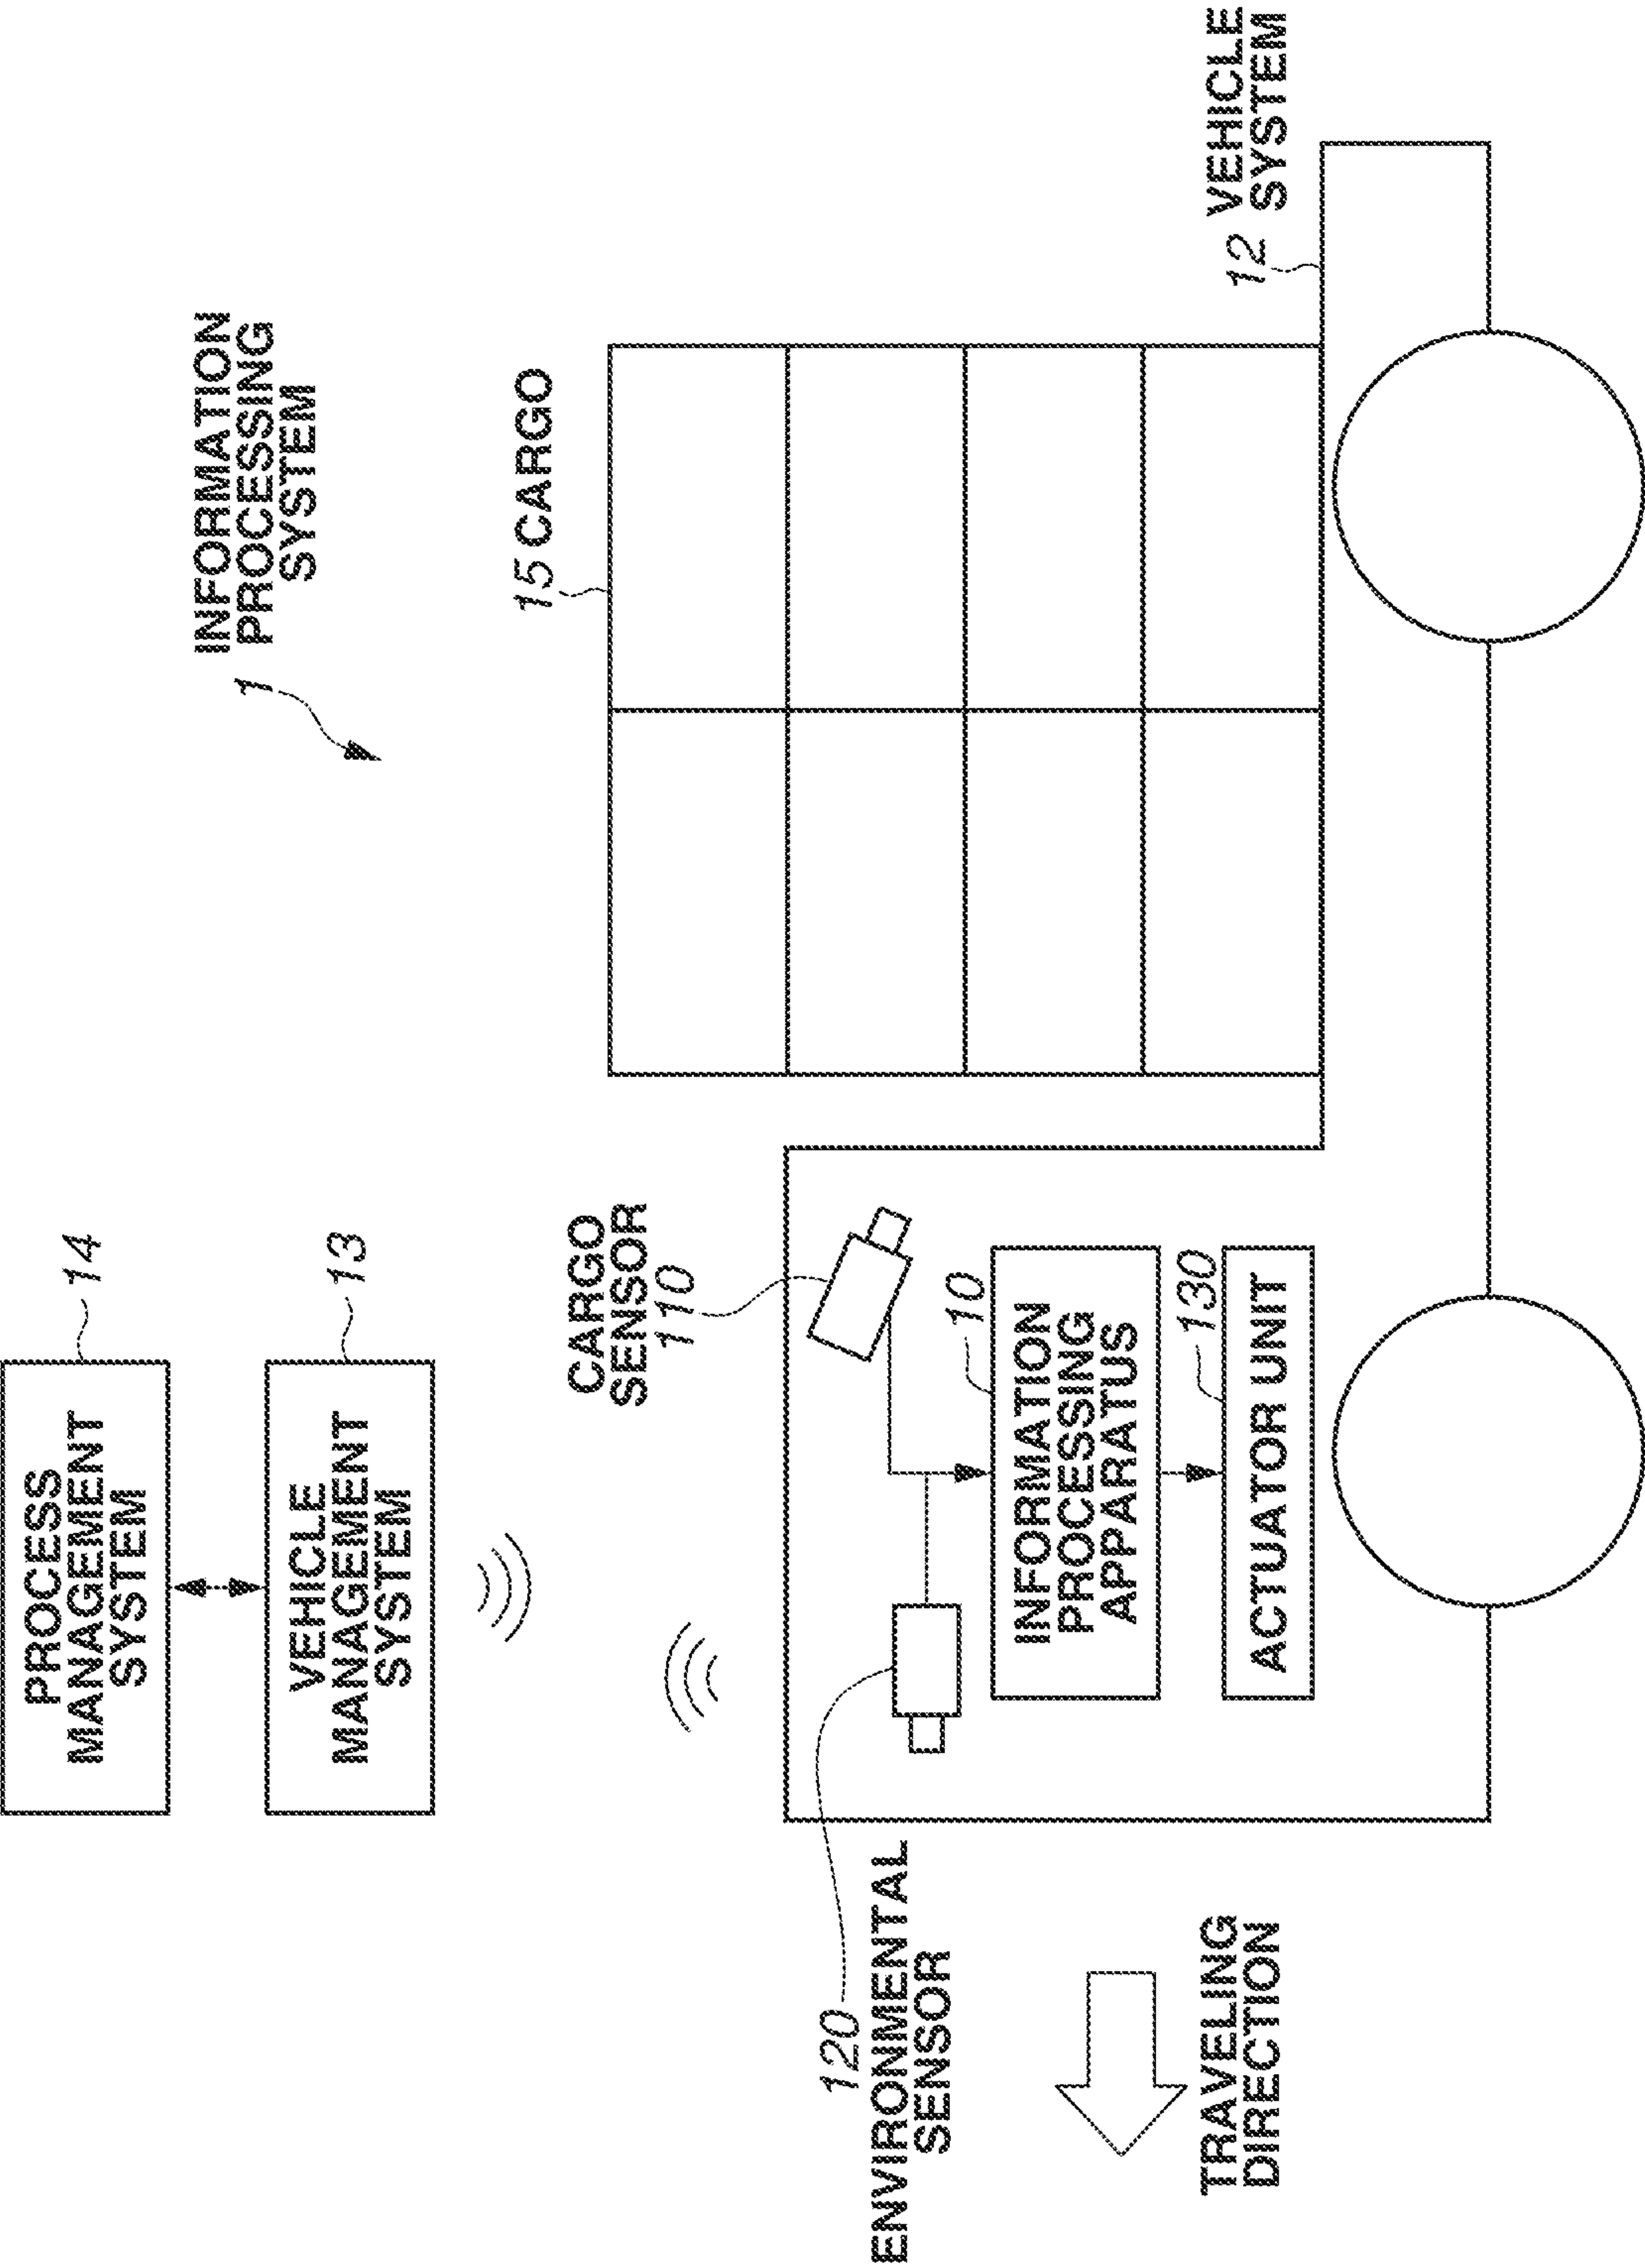 INFORMATION
PROCESSING
SYSTEM
1
PROCESS
MANAGEMENT
SYSTEM
14
VEHICLE
MANAGEMENT
SYSTEM
13
15 CARGO
CARGO
SENSOR
110
120
ENVIRONMENTAL
SENSOR
INFORMATION
PROCESSING
APPARATUS
10
ACTUATOR UNIT
130
VEHICLE
SYSTEM
12
TRAVELING
DIRECTION